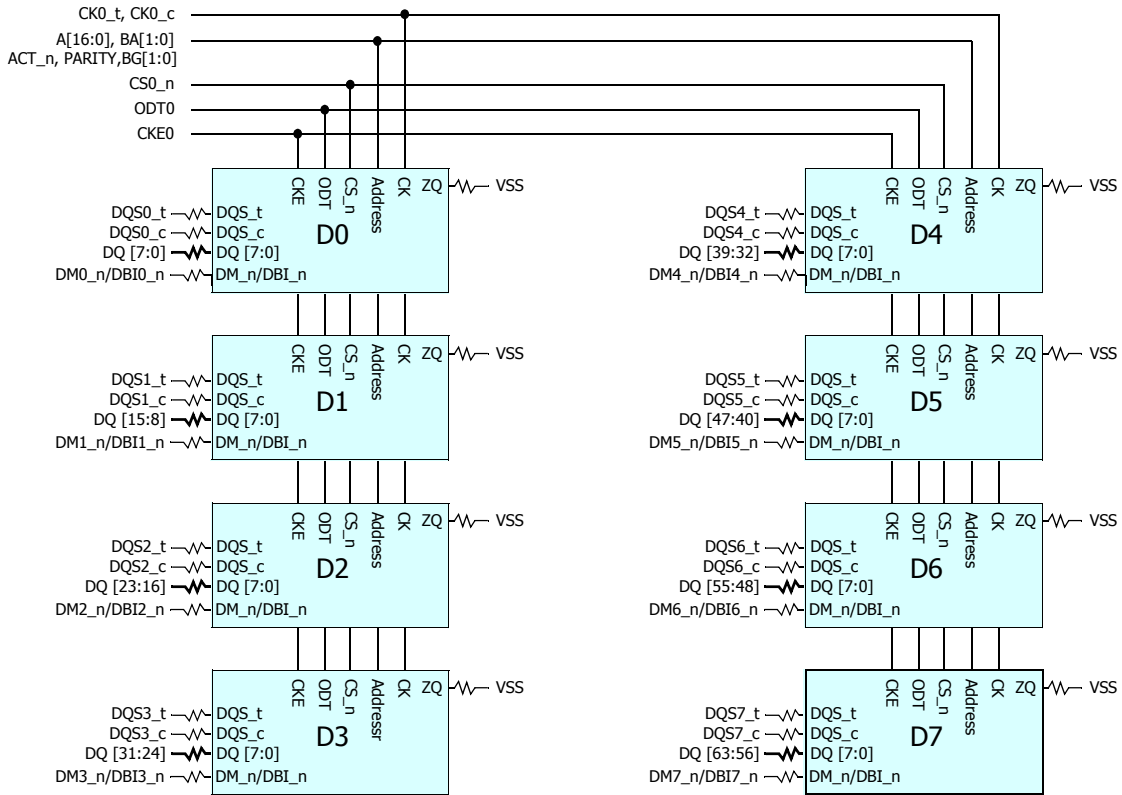 CK0_t, CK0_c
A[16:0], BA[1:0]
ACT_n, PARITY,BG[1:0]
CS0_n
ODT0
CKE0
CKE ODT CS_n Address CK ZQ VSS
DQS0_t DQS_t
DQS0_c DQS_c
D0
DQ [7:0] DQ [7:0]
DM0_n/DBI0_n DM_n/DBI_n
CKE ODT CS_n Address CK ZQ VSS
DQS4_t DQS_t
DQS4_c DQS_c
D4
DQ [39:32] DQ [7:0]
DM4_n/DBI4_n DM_n/DBI_n
CKE ODT CS_n Address CK ZQ VSS
DQS1_t DQS_t
DQS1_c DQS_c
D1
DQ [15:8] DQ [7:0]
DM1_n/DBI1_n DM_n/DBI_n
CKE ODT CS_n Address CK ZQ VSS
DQS5_t DQS_t
DQS5_c DQS_c
D5
DQ [47:40] DQ [7:0]
DM5_n/DBI5_n DM_n/DBI_n
CKE ODT CS_n Address CK ZQ VSS
DQS2_t DQS_t
DQS2_c DQS_c
D2
DQ [23:16] DQ [7:0]
DM2_n/DBI2_n DM_n/DBI_n
CKE ODT CS_n Address CK ZQ VSS
DQS6_t DQS_t
DQS6_c DQS_c
D6
DQ [55:48] DQ [7:0]
DM6_n/DBI6_n DM_n/DBI_n
CKE ODT CS_n Addressr CK ZQ VSS
DQS3_t DQS_t
DQS3_c DQS_c
D3
DQ [31:24] DQ [7:0]
DM3_n/DBI3_n DM_n/DBI_n
CKE ODT CS_n Address CK ZQ VSS
DQS7_t DQS_t
DQS7_c DQS_c
D7
DQ [63:56] DQ [7:0]
DM7_n/DBI7_n DM_n/DBI_n